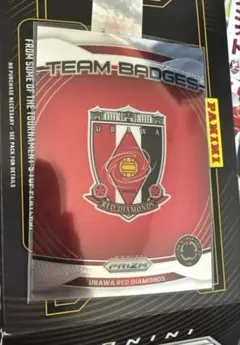 TEAM BADGES
URAWA
RED DIAMONDS
PRIZM
URAWA RED DIAMONDS
PANINI
NO PURCHASE NECESSARY - SEE PACK FOR DETAILS
FROM SOME OF THE TOURNAMENT'S
PANINI